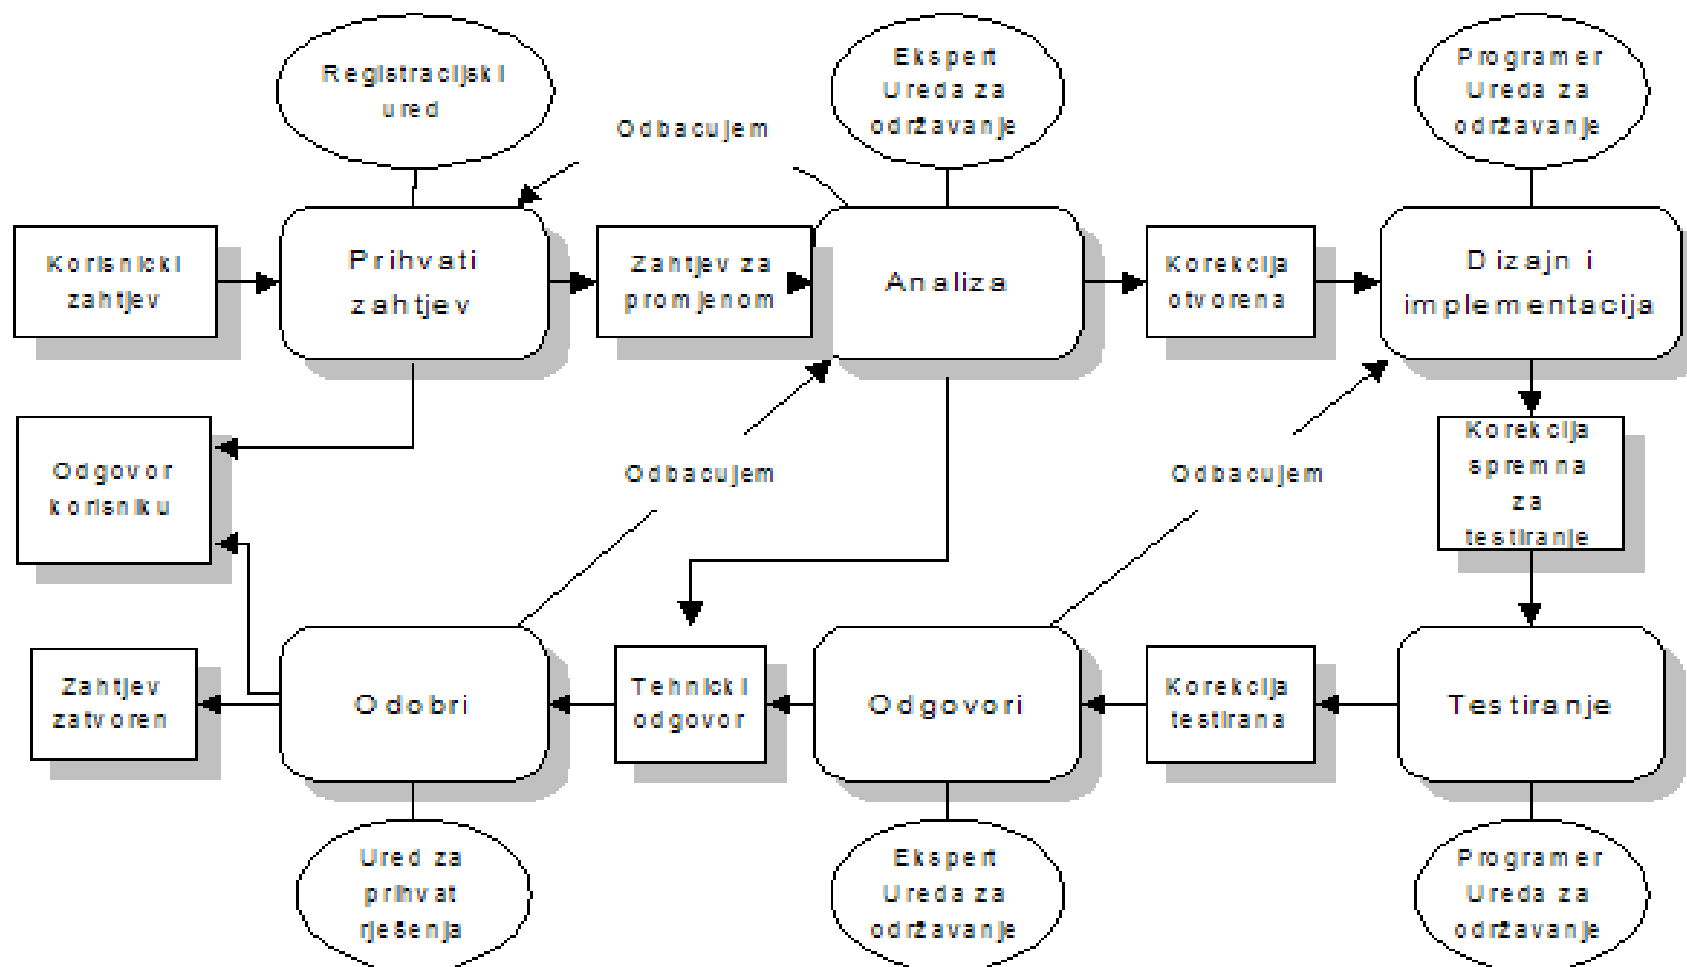 Registracijski
ured
Ekspert
Ureda za
održavanje
Programer
Ureda za
održavanje
Odbacujem
Korisnicki
zahtjev
Prihvati
zahtjev
Zahtjev za
promjenom
Analiza
Korekcija
otvorena
Dizajn i
implementacija
Odgovor
korisniku
Odbacujem
Odbacujem
Korekcija
spremna
za
testiranje
Zahtjev
zatvoren
Odobri
Tehnicki
odgovor
Odgovori
Korekcija
testirana
Testiranje
Ured za
prihvat
rješenja
Ekspert
Ureda za
održavanje
Programer
Ureda za
održavanje